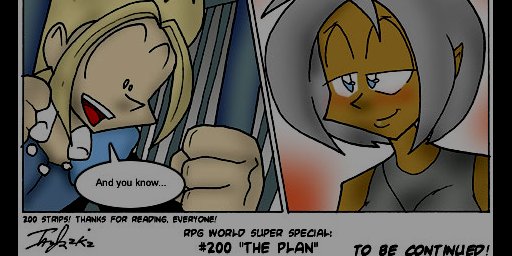 And you know...
200 STRIPS! THANKS FOR READING, EVERYONE!
RPG WORLD SUPER SPECIAL:
#200 "THE PLAN"
TO BE CONTINUED!